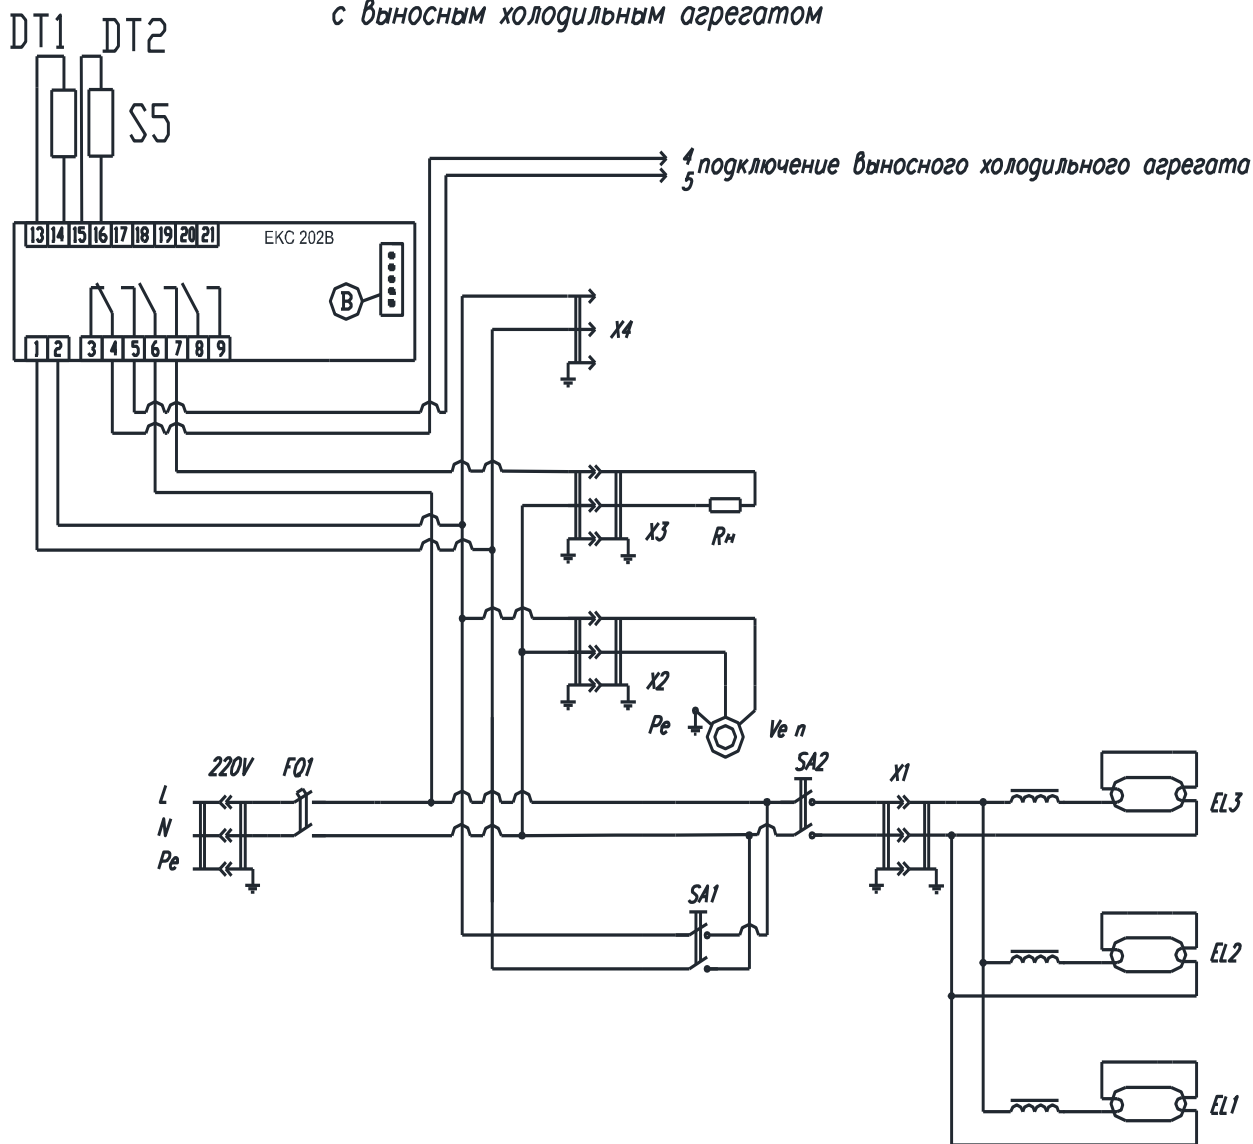 с выносным холодильным агрегатом
DT1 DT2
S5
4
5
подключение выносного холодильного агрегата
13 14 15 16 17 18 19 20 21
EKC 202B
B
1 2 3 4 5 6 7 8 9
X4
X3
Rн
X2
Pe
Ve n
220V
FQ1
SA2
X1
L
N
Pe
EL3
SA1
EL2
EL1